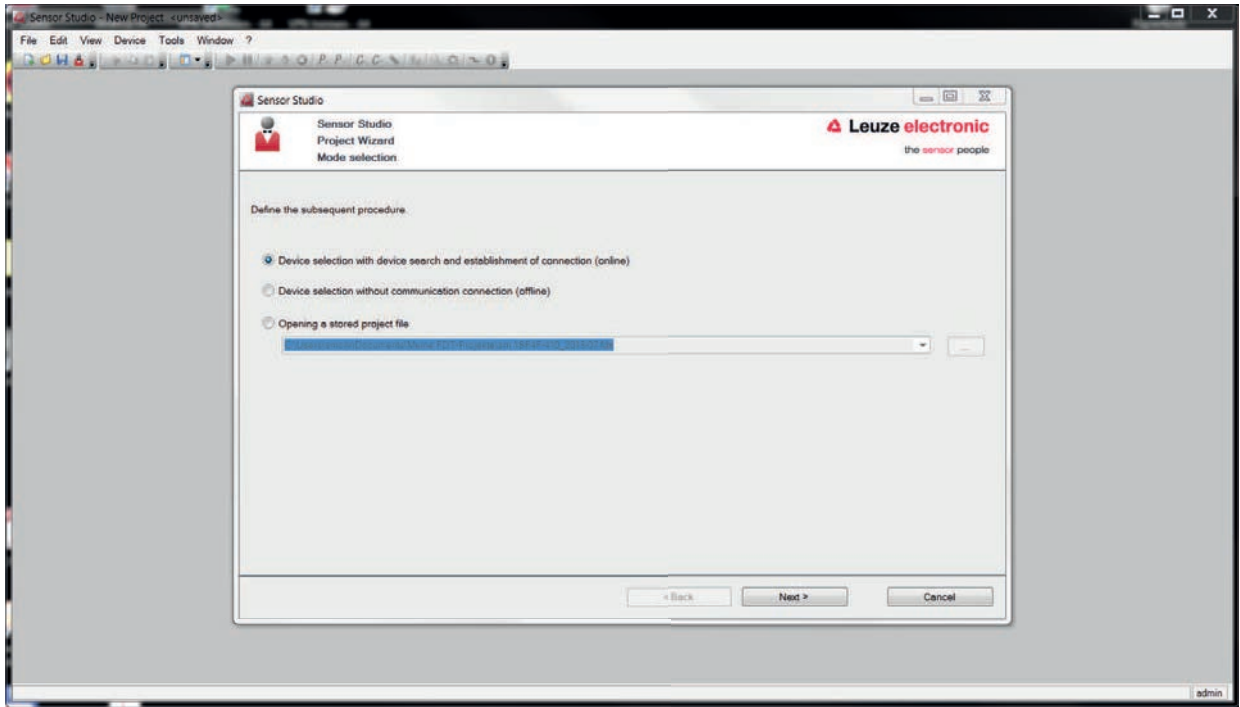 Sensor Studio - New Project <unsaved>
File Edit View Device Tools Window ?
Sensor Studio
Sensor Studio
Project Wizard
Mode selection
Leuze electronic
the sensor people
Define the subsequent procedure.
Device selection with device search and establishment of connection (online)
Device selection without communication connection (offline)
Opening a stored project file
...
< Back
Next >
Cancel
admin